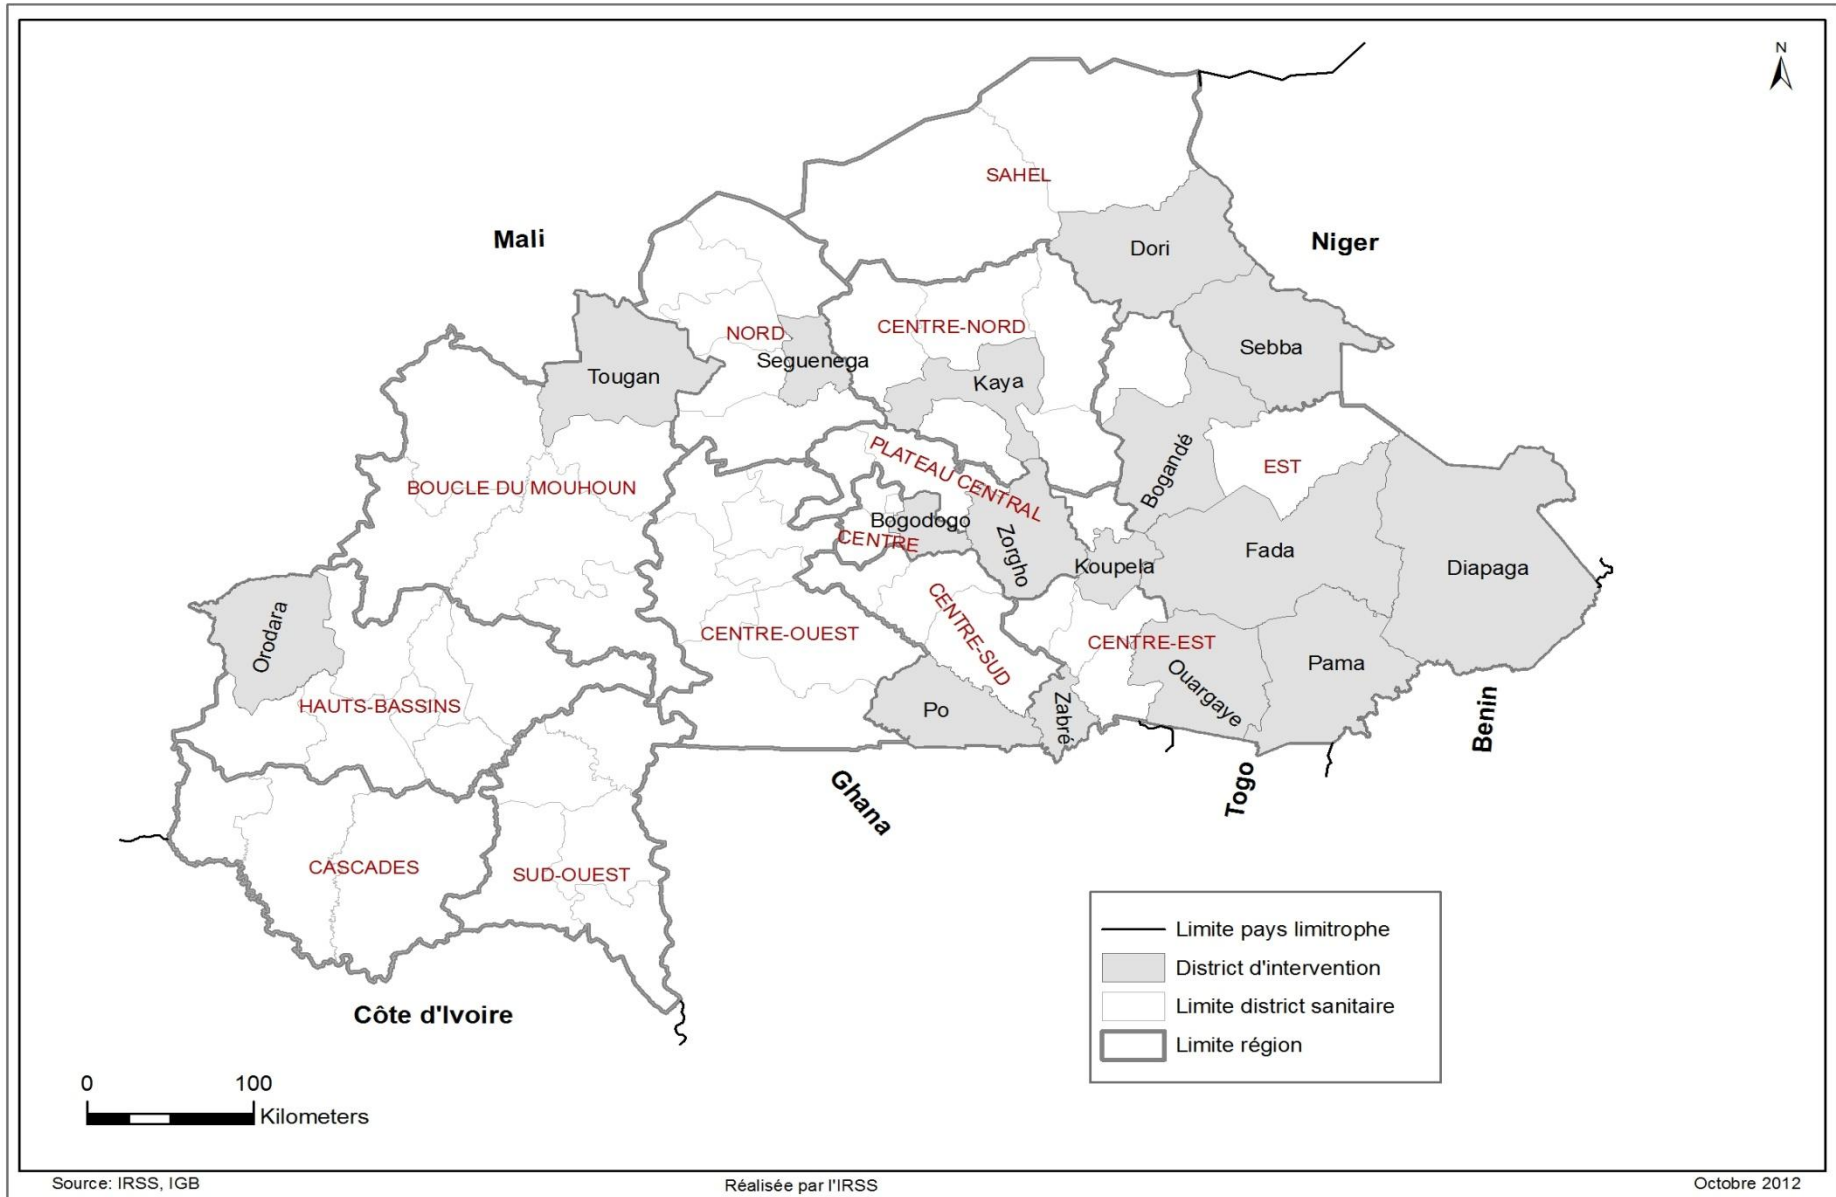 N
SAHEL
Mali
Niger
Dori
NORD
CENTRE-NORD
Seguenega
Sebba
Tougan
Kaya
PLATEAU CENTRAL
Bogandé
EST
BOUCLE DU MOUHOUN
Bogodogo
CENTRE
Zorgho
Koupela
Fada
Diapaga
Orodara
CENTRE-OUEST
CENTRE-SUD
CENTRE-EST
Ouargaye
Pama
HAUTS-BASSINS
Po
Zabré
Benin
Ghana
Togo
CASCADES
SUD-OUEST
Côte d'Ivoire
Limite pays limitrophe
District d'intervention
Limite district sanitaire
Limite région
0 100
Kilometers
Source: IRSS, IGB
Réalisée par l'IRSS
Octobre 2012